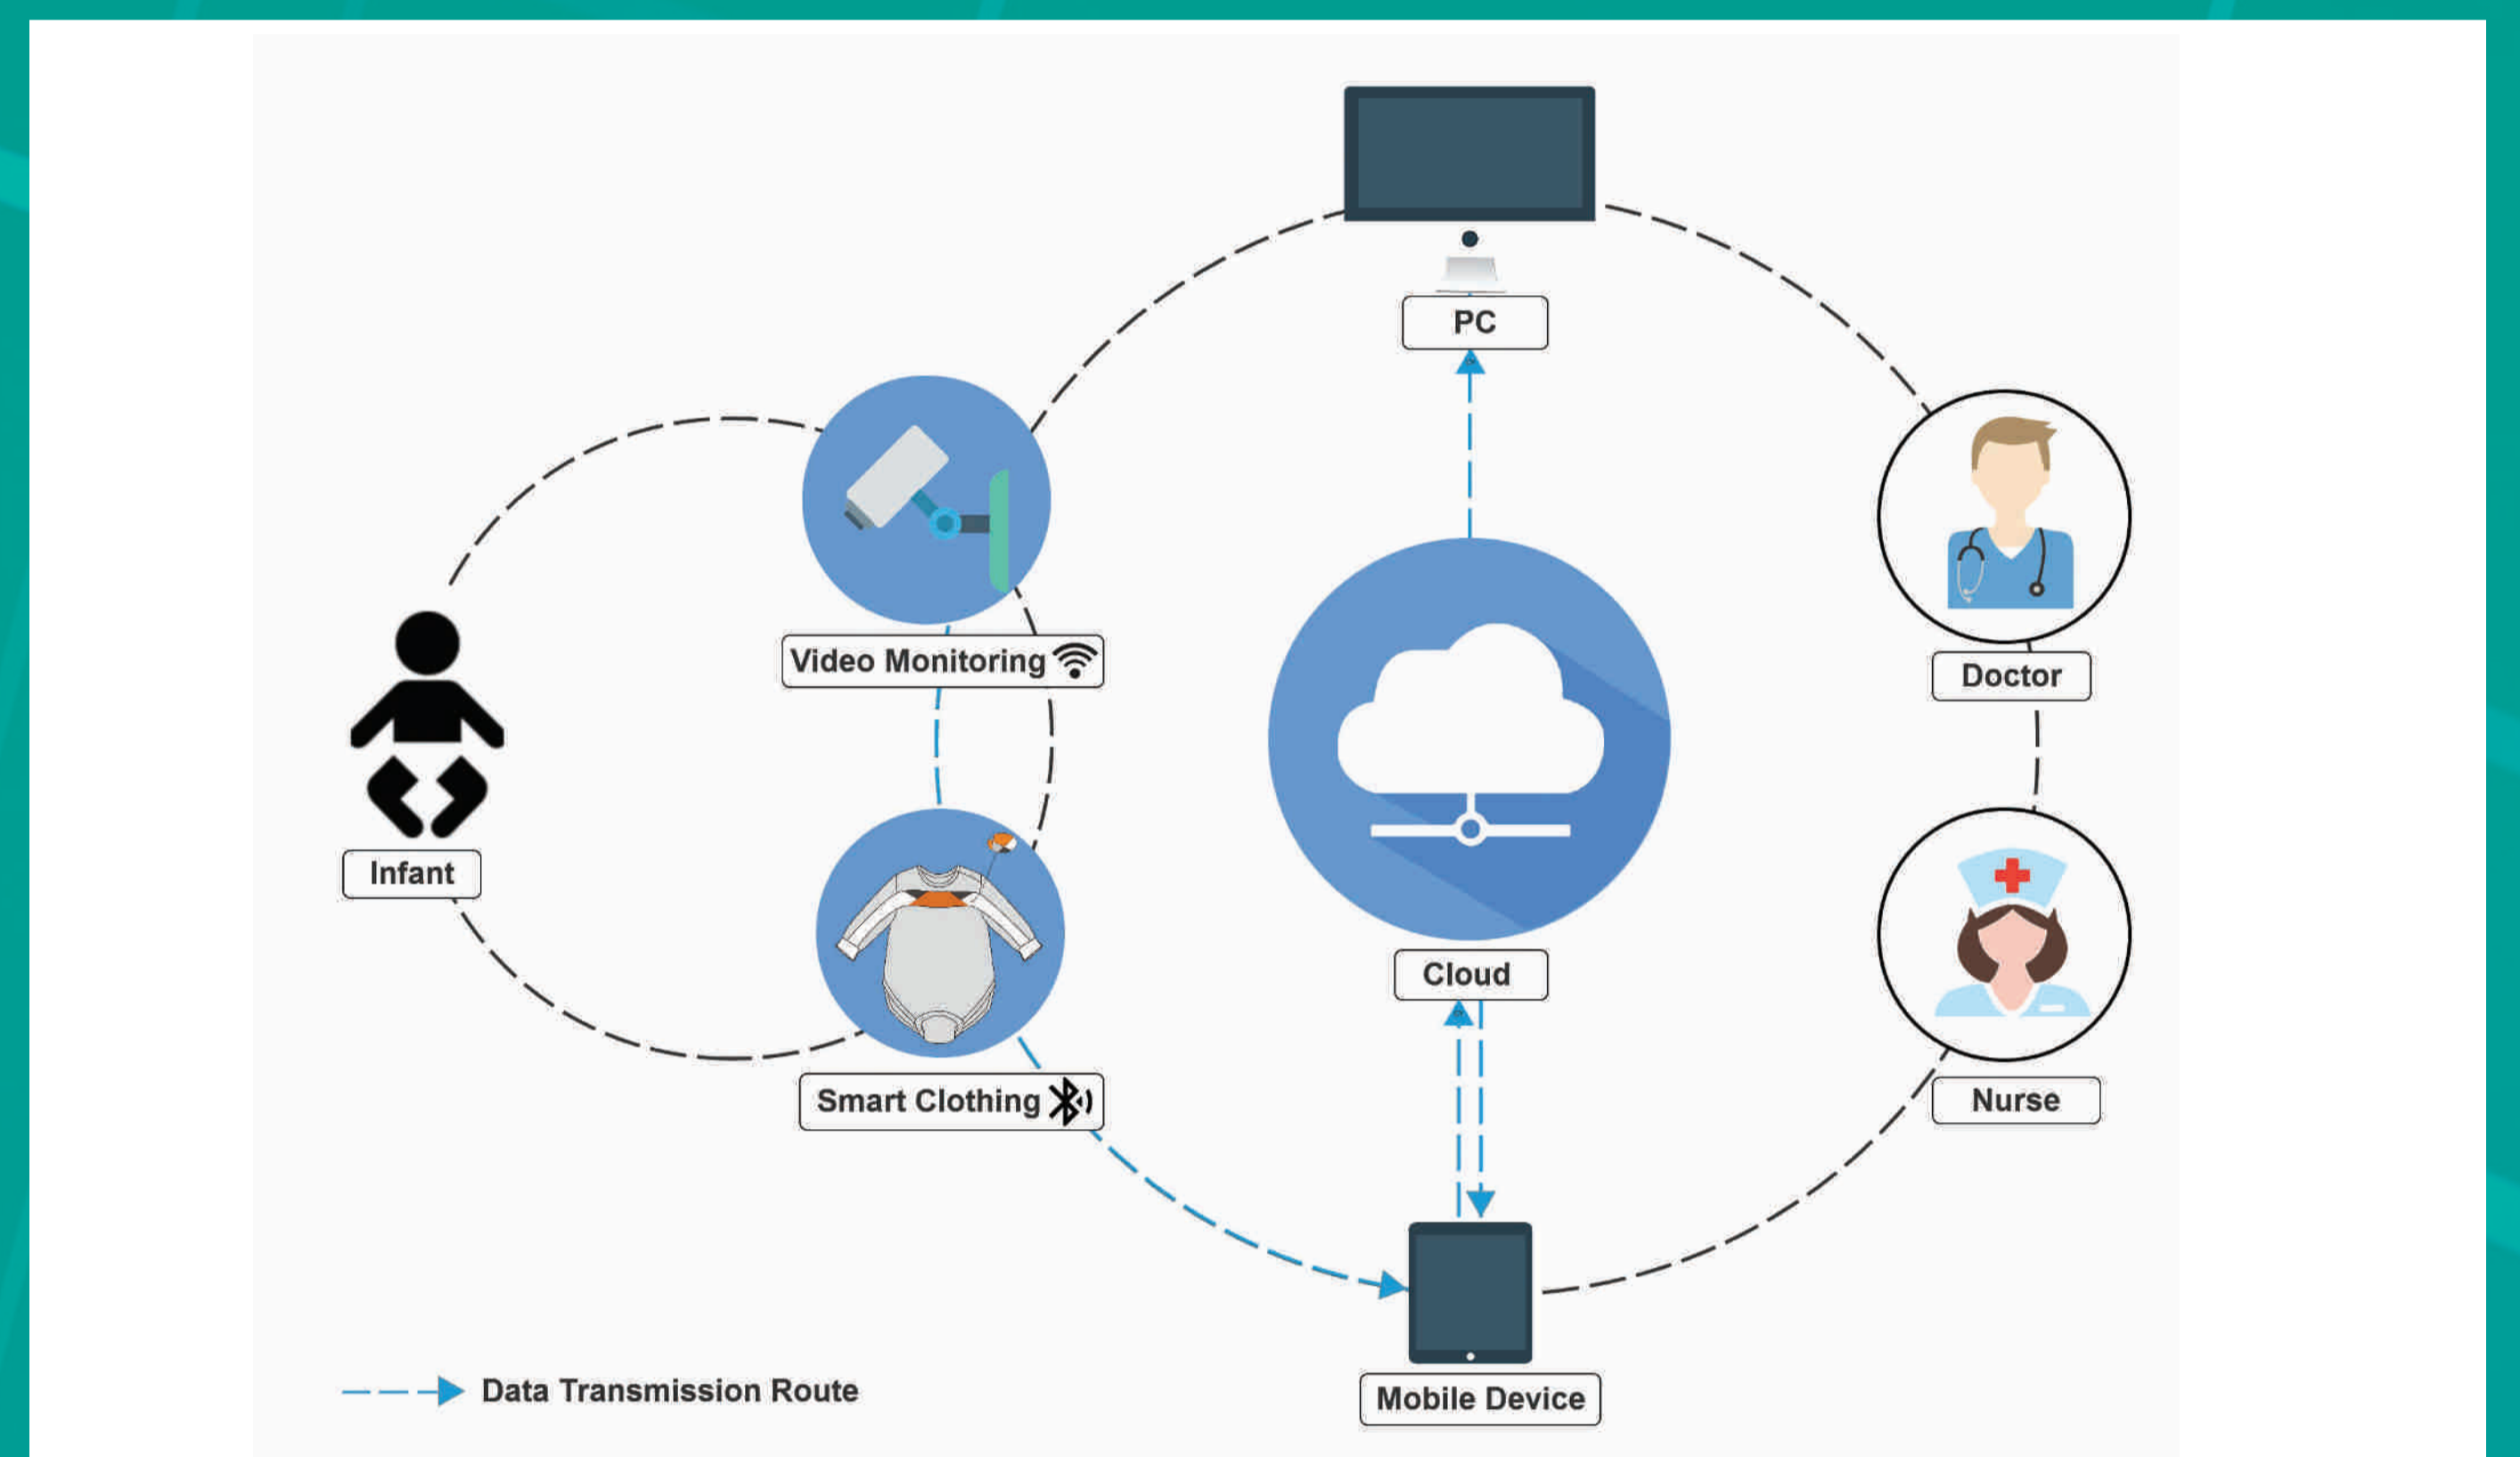 PC
Video Monitoring
Doctor
Infant
Cloud
Smart Clothing
Nurse
Data Transmission Route
Mobile Device